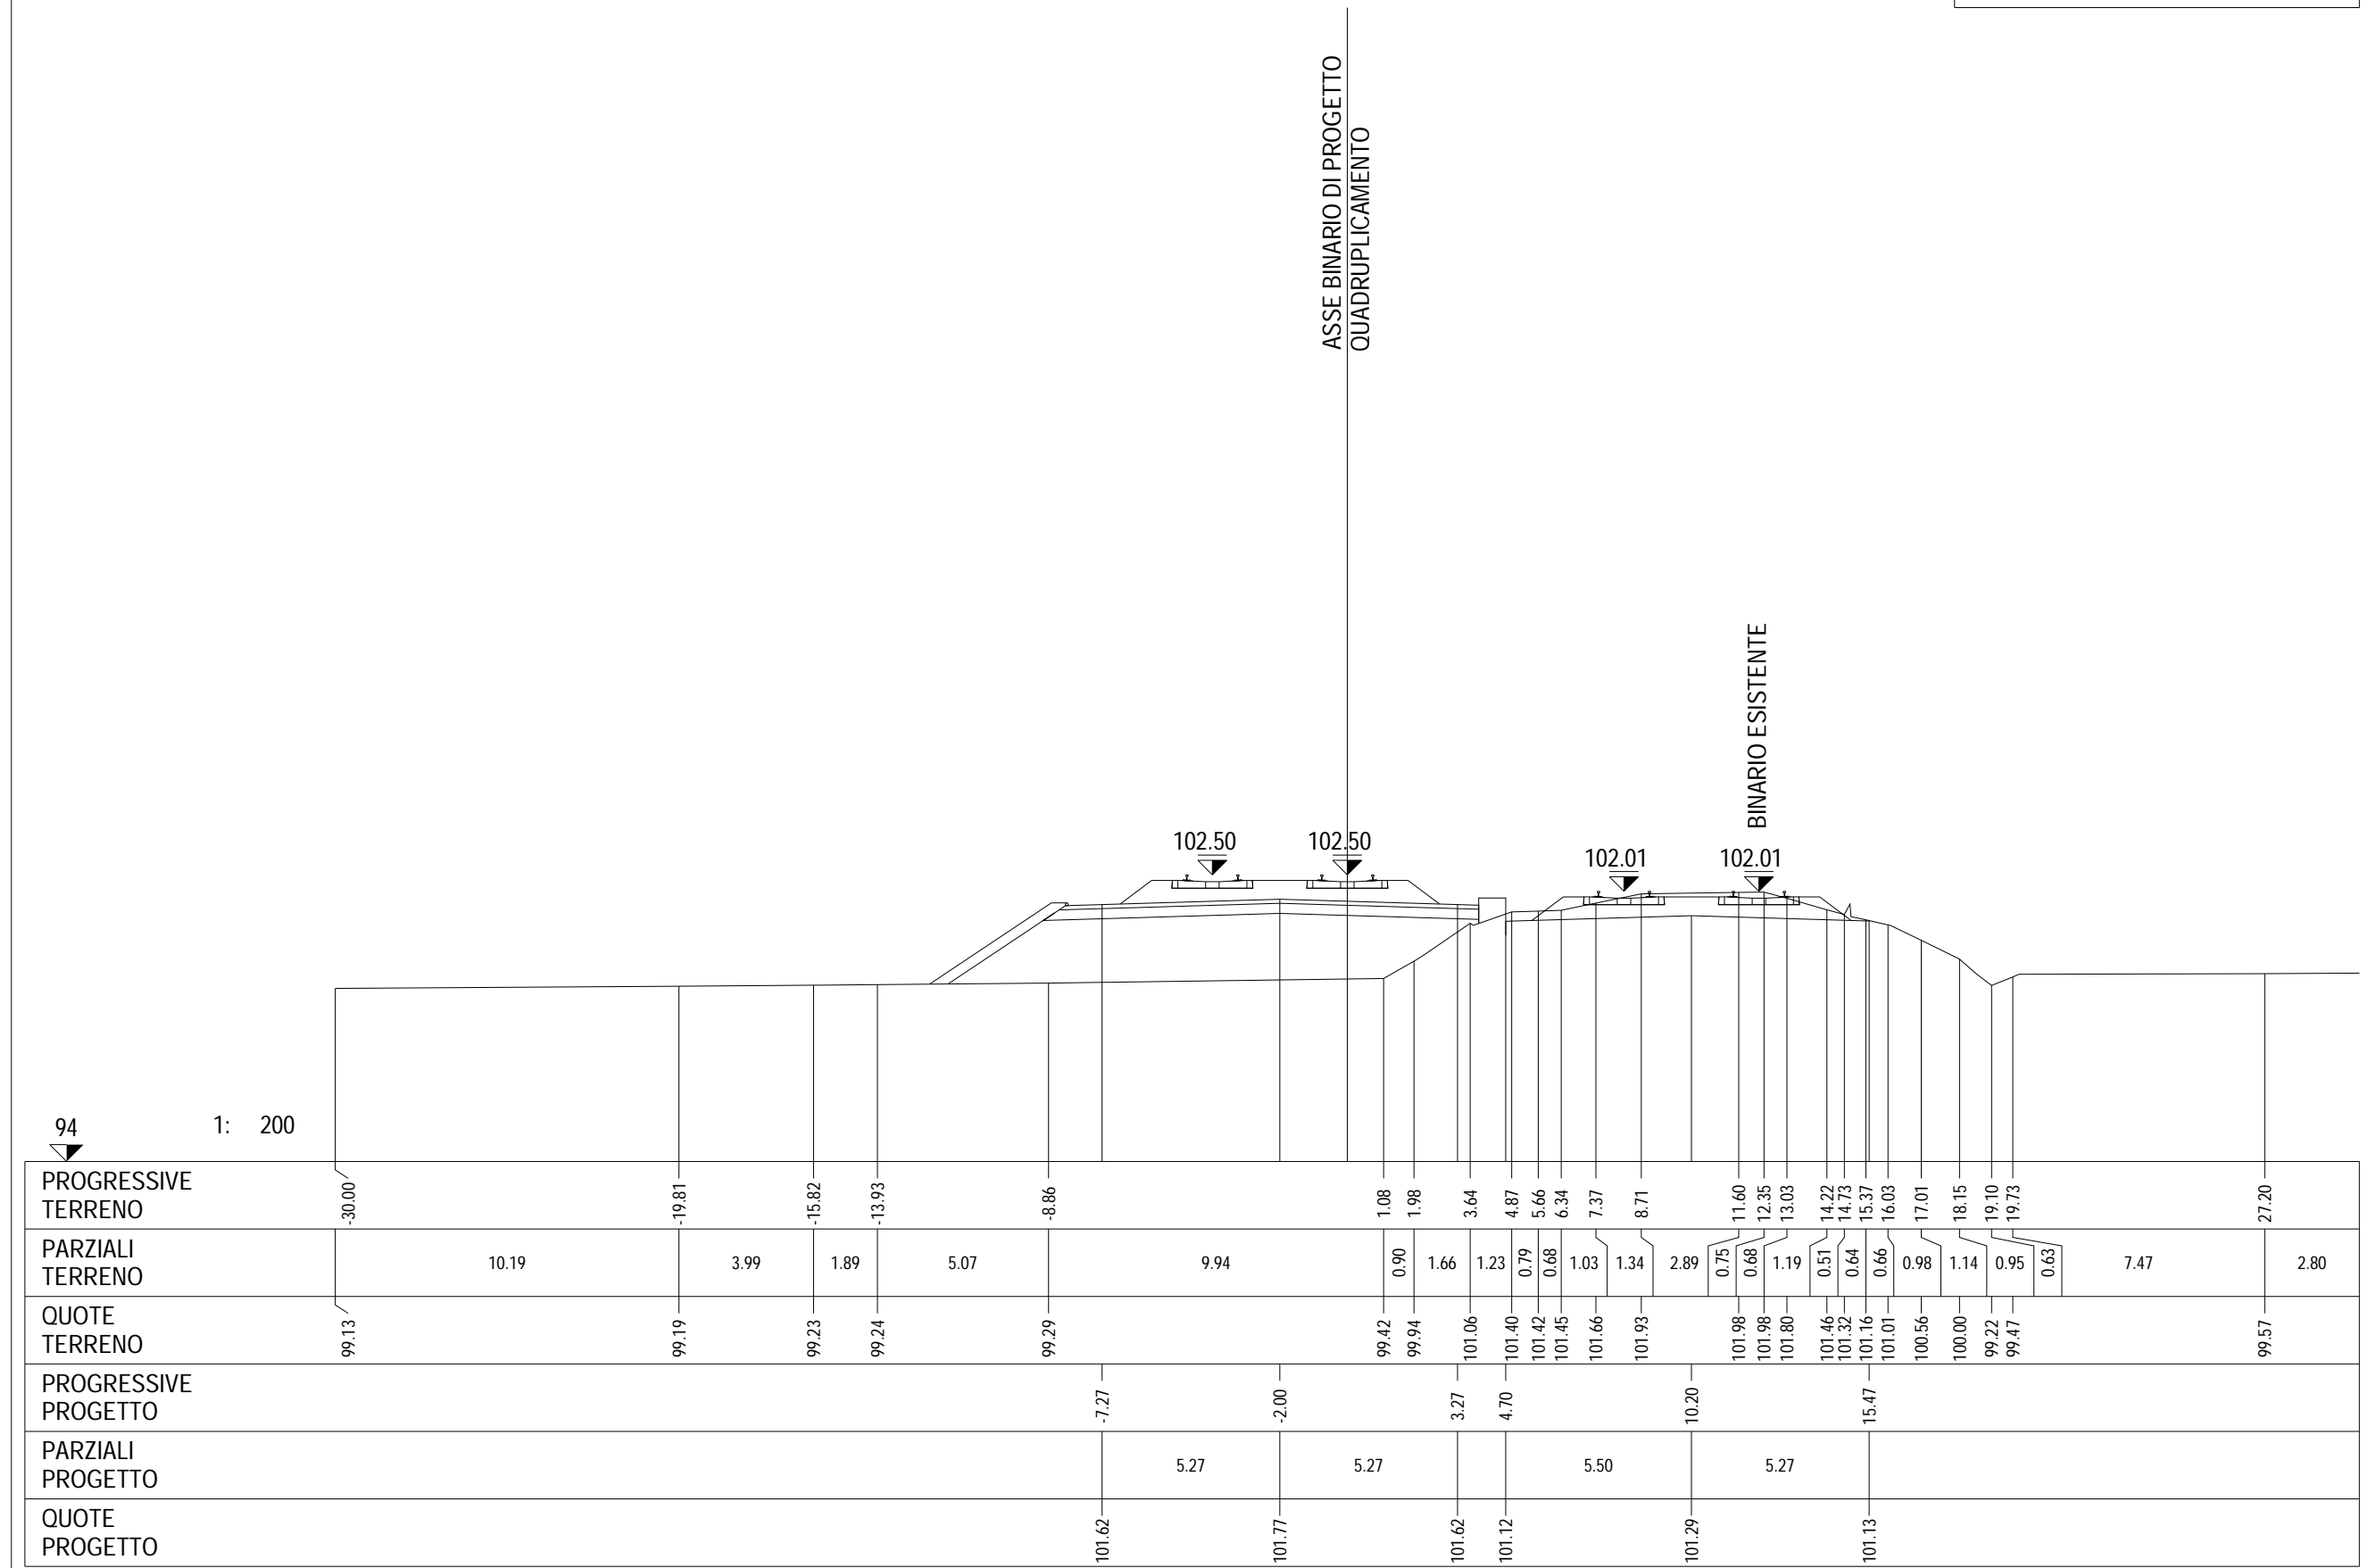 ASSE BINARIO DI PROGETTO
QUADRUPLICAMENTO
BINARIO ESISTENTE
102.50 102.50 102.01 102.01
94 1: 200
PROGRESSIVE
TERRENO
-30.00 -19.81 -15.82 -13.93 -8.86 1.08 1.98 3.64 4.87 5.66 6.34 7.37 8.71 11.60 12.35 13.03 14.22 14.73 15.37 16.03 17.01 18.15 19.10 19.73 27.20
PARZIALI
TERRENO
10.19 3.99 1.89 5.07 9.94 0.90 1.66 1.23 0.79 0.68 1.03 1.34 2.89 0.75 0.68 1.19 0.51 0.64 0.66 0.98 1.14 0.95 0.63 7.47 2.80
QUOTE
TERRENO
99.13 99.19 99.23 99.24 99.29 99.42 99.94 101.06 101.40 101.42 101.45 101.66 101.93 101.98 101.98 101.80 101.46 101.32 101.16 101.01 100.56 100.00 99.22 99.47 99.57
PROGRESSIVE
PROGETTO
-7.27 -2.00 3.27 4.70 10.20 15.47
PARZIALI
PROGETTO
5.27 5.27 5.50 5.27
QUOTE
PROGETTO
101.62 101.77 101.62 101.12 101.29 101.13